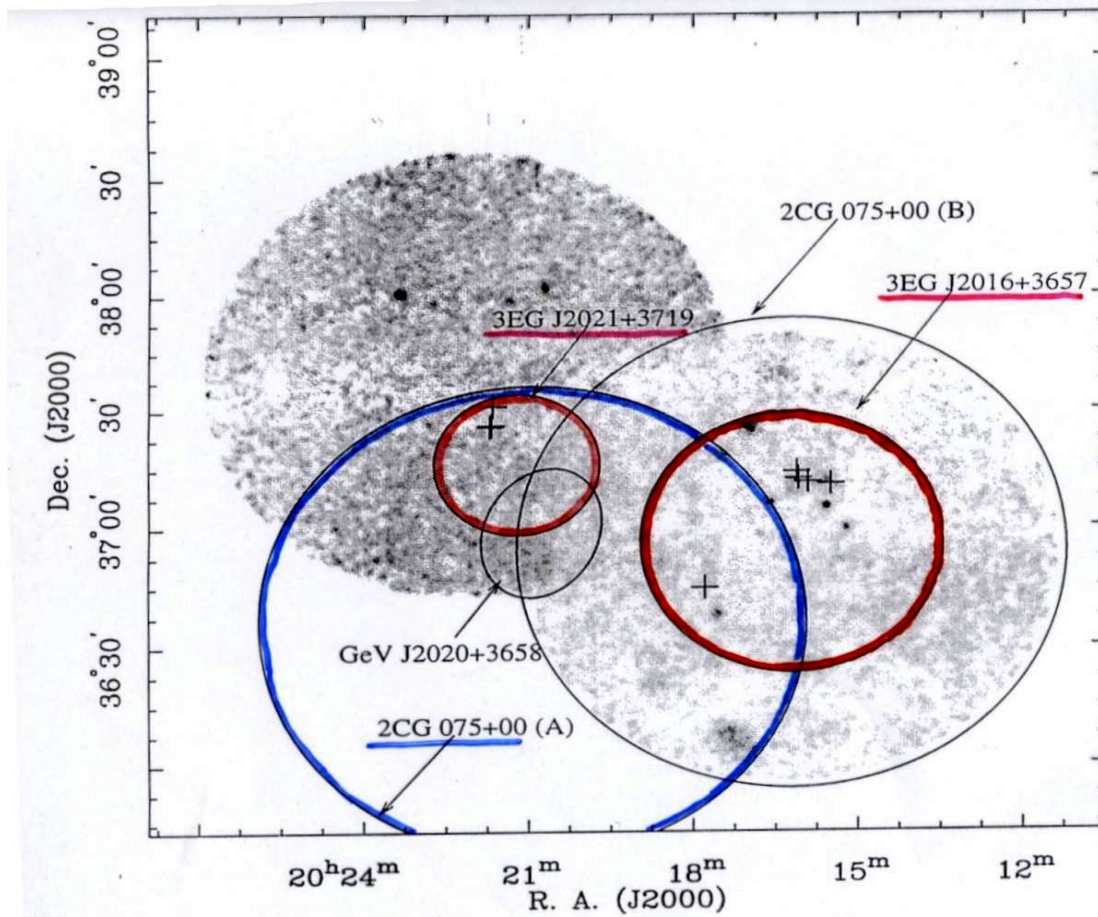 39°00′
30′
38°00′
30′
37°00′
36°30′
Dec. (J2000)
2CG 075+00 (B)
3EG J2016+3657
3EG J2021+3719
GeV J2020+3658
2CG 075+00 (A)
20ʰ24ᵐ 21ᵐ 18ᵐ 15ᵐ 12ᵐ
R. A. (J2000)